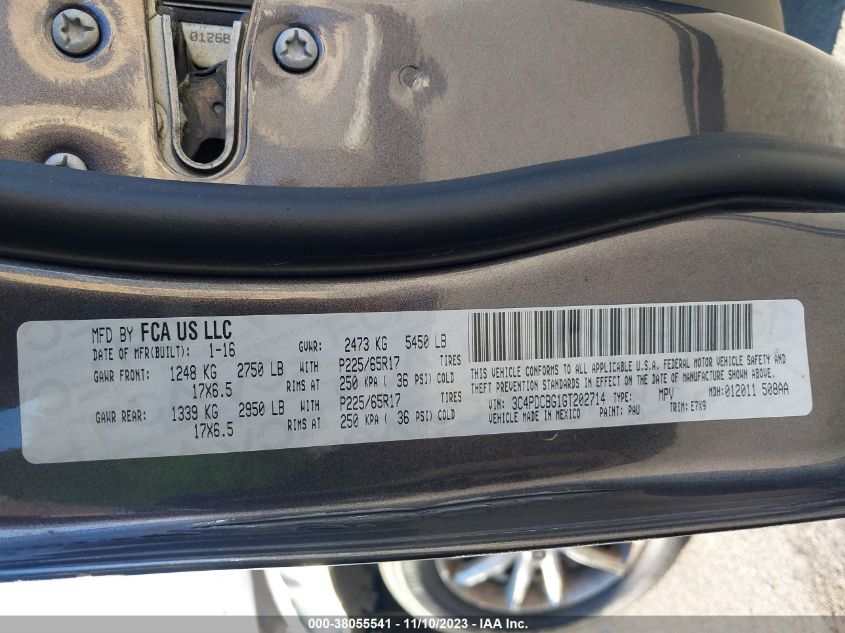 0126B
MFD BY FCA US LLC
DATE OF MFR(BUILT): 1-16 GVWR: 2473 KG 5450 LB
GAWR FRONT: 1248 KG 2750 LB WITH P225/65R17 TIRES
17X6.5 RIMS AT 250 KPA ( 36 PSI) COLD
GAWR REAR: 1339 KG 2950 LB WITH P225/65R17 TIRES
17X6.5 RIMS AT 250 KPA ( 36 PSI) COLD
THIS VEHICLE CONFORMS TO ALL APPLICABLE U.S.A. FEDERAL MOTOR VEHICLE SAFETY AND
THEFT PREVENTION STANDARDS IN EFFECT ON THE DATE OF MANUFACTURE SHOWN ABOVE.
VIN: 3C4PDCBG1GT202714 TYPE: MPV MDH: 012011 508AA
VEHICLE MADE IN MEXICO PAINT: PAU TRIM: E7X9
000-38055541 - 11/10/2023 - IAA Inc.